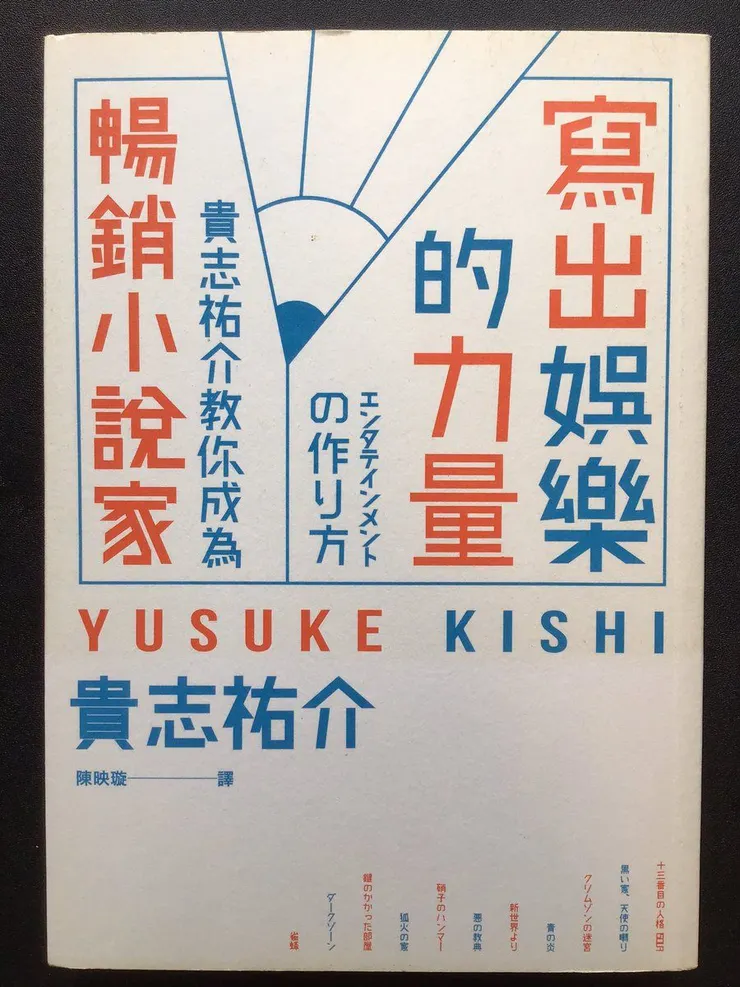 寫出娛樂
的力量
エンタテインメント
の作り方
貴志祐介教你成為
暢銷小說家
YUSUKE KISHI
貴志祐介
陳映璇 譯
十三番目の人格 ISOLA
黒い家、天使の囀り
クリムゾンの迷宮
青の炎
新世界より
悪の教典
硝子のハンマー
狐火の家
鍵のかかった部屋
ダークゾーン
雀蜂